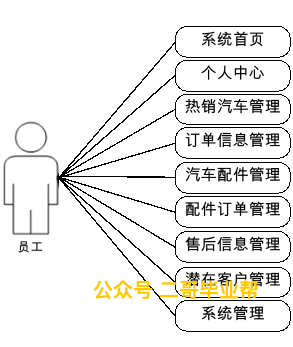 系统首页
个人中心
热销汽车管理
订单信息管理
汽车配件管理
配件订单管理
售后信息管理
潜在客户管理
系统管理
员工
公众号 二哥毕业帮